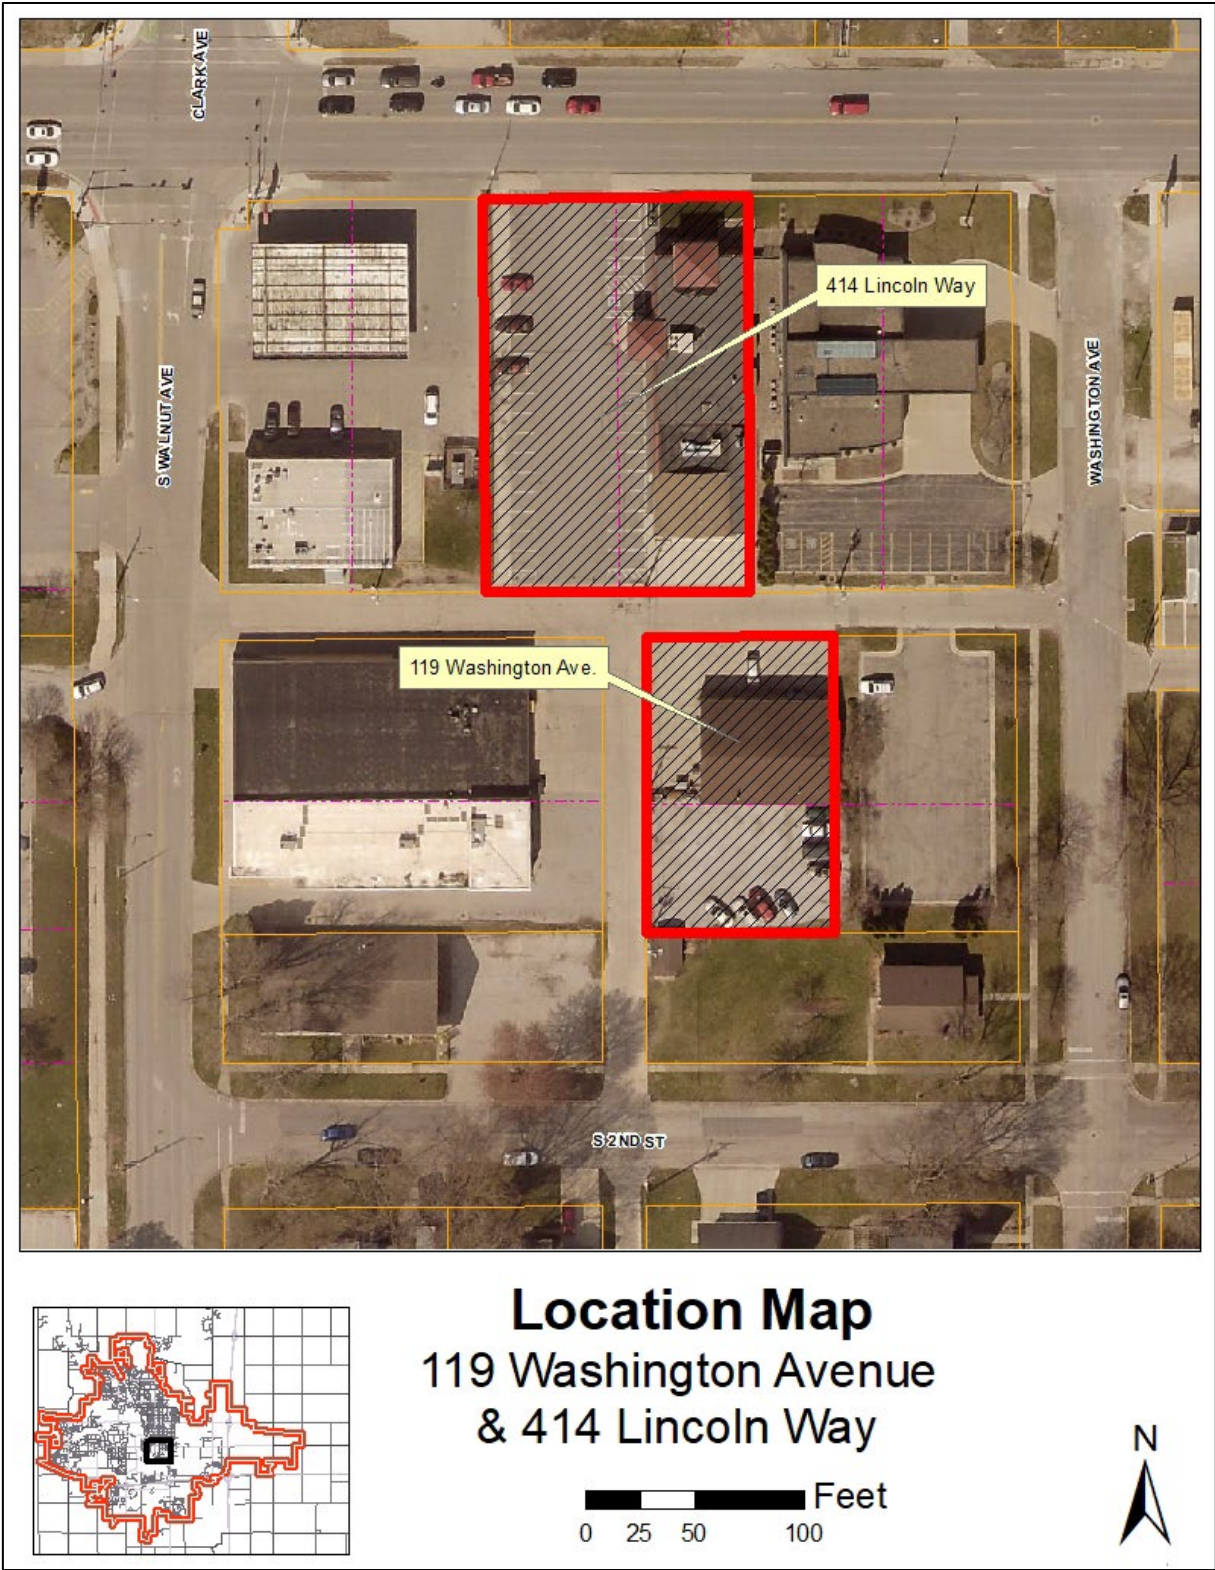 CLARK AVE
414 Lincoln Way
S WALNUT AVE
WASHINGTON AVE
119 Washington Ave.
S 2ND ST
Location Map
119 Washington Avenue
& 414 Lincoln Way
N
Feet
0 25 50 100